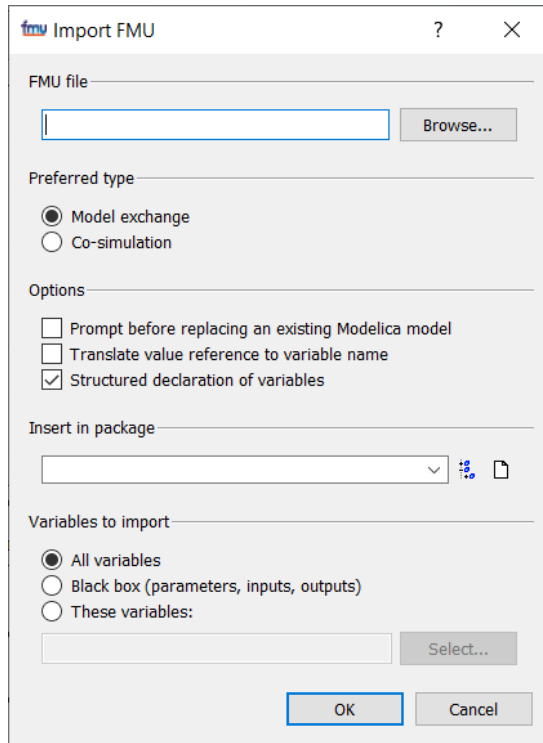 fmu Import FMU ?
FMU file
Browse...
Preferred type
Model exchange
Co-simulation
Options
Prompt before replacing an existing Modelica model
Translate value reference to variable name
Structured declaration of variables
Insert in package
Variables to import
All variables
Black box (parameters, inputs, outputs)
These variables:
Select...
OK Cancel